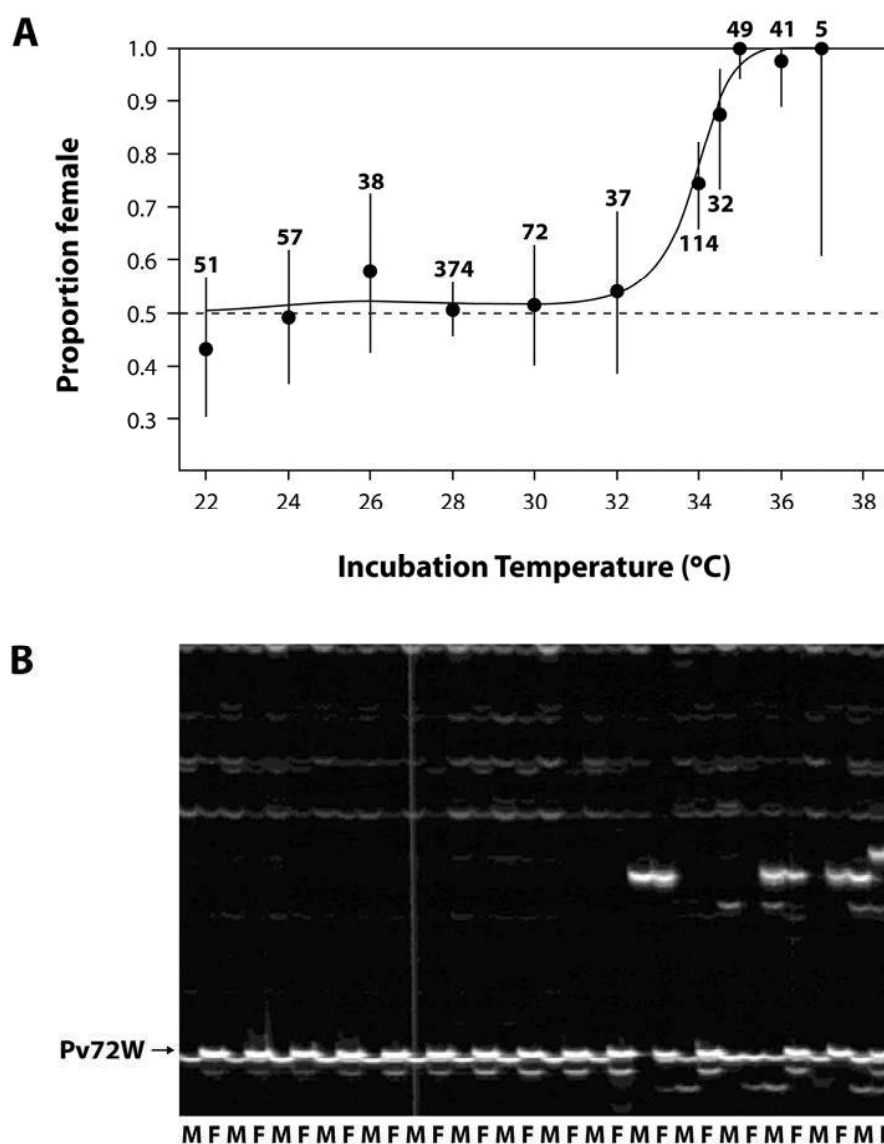 A
49 41 5
1.0
0.9
0.8
38
0.7
37
32
57
72
114
51
374
0.6
0.5
0.4
0.3
Proportion female
22 24 26 28 30 32 34 36 38
Incubation Temperature (ºC)
B
Pv72W →
M F M F M F M F M F M F M F M F M F M F M F M F M F M F M F M